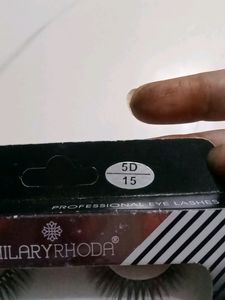 5D
15
PROFESSIONAL EYE LASHES
HILARYRHODA®